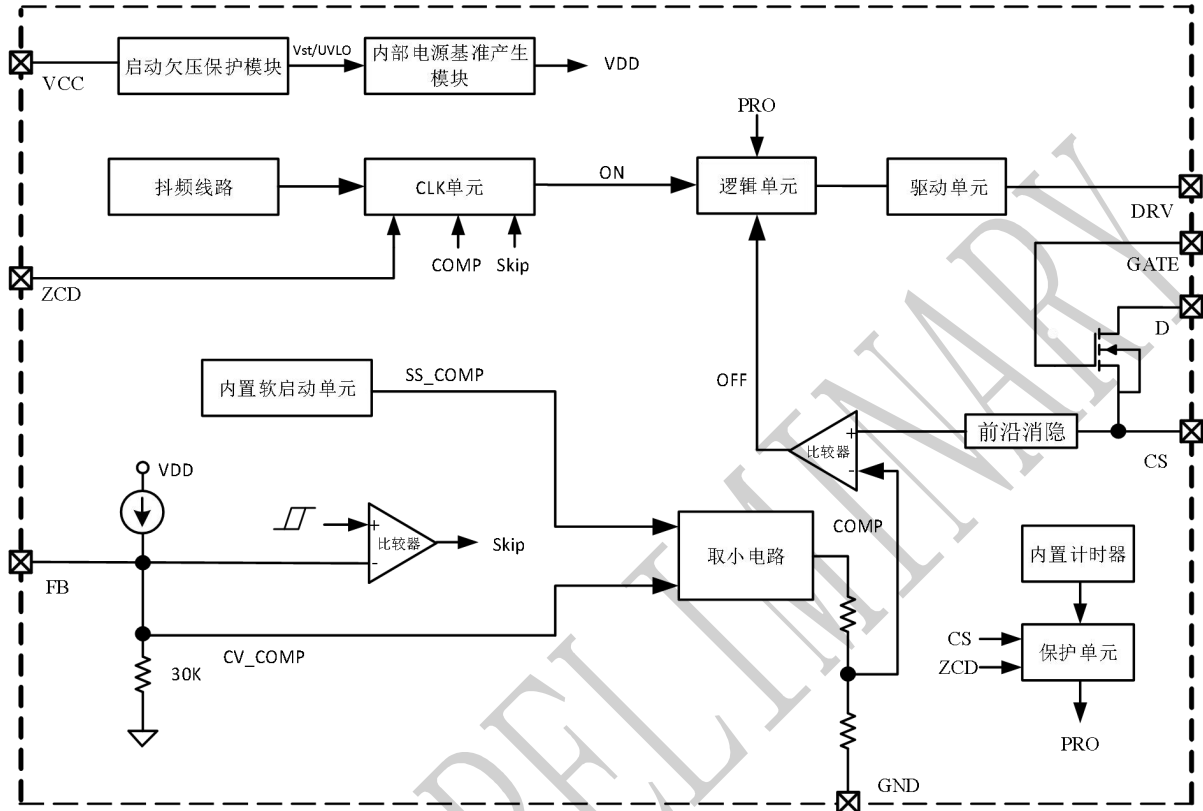 VCC
启动欠压保护模块
Vst/UVLO
内部电源基准产生
模块
VDD
PRO
抖频线路
CLK单元
ON
逻辑单元
驱动单元
DRV
ZCD
COMP
Skip
GATE
D
OFF
内置软启动单元
SS_COMP
前沿消隐
CS
+
比较器
-
VDD
COMP
+
比较器
-
Skip
FB
取小电路
内置计时器
CV_COMP
30K
CS
ZCD
保护单元
PRO
GND
PRELIMINARY